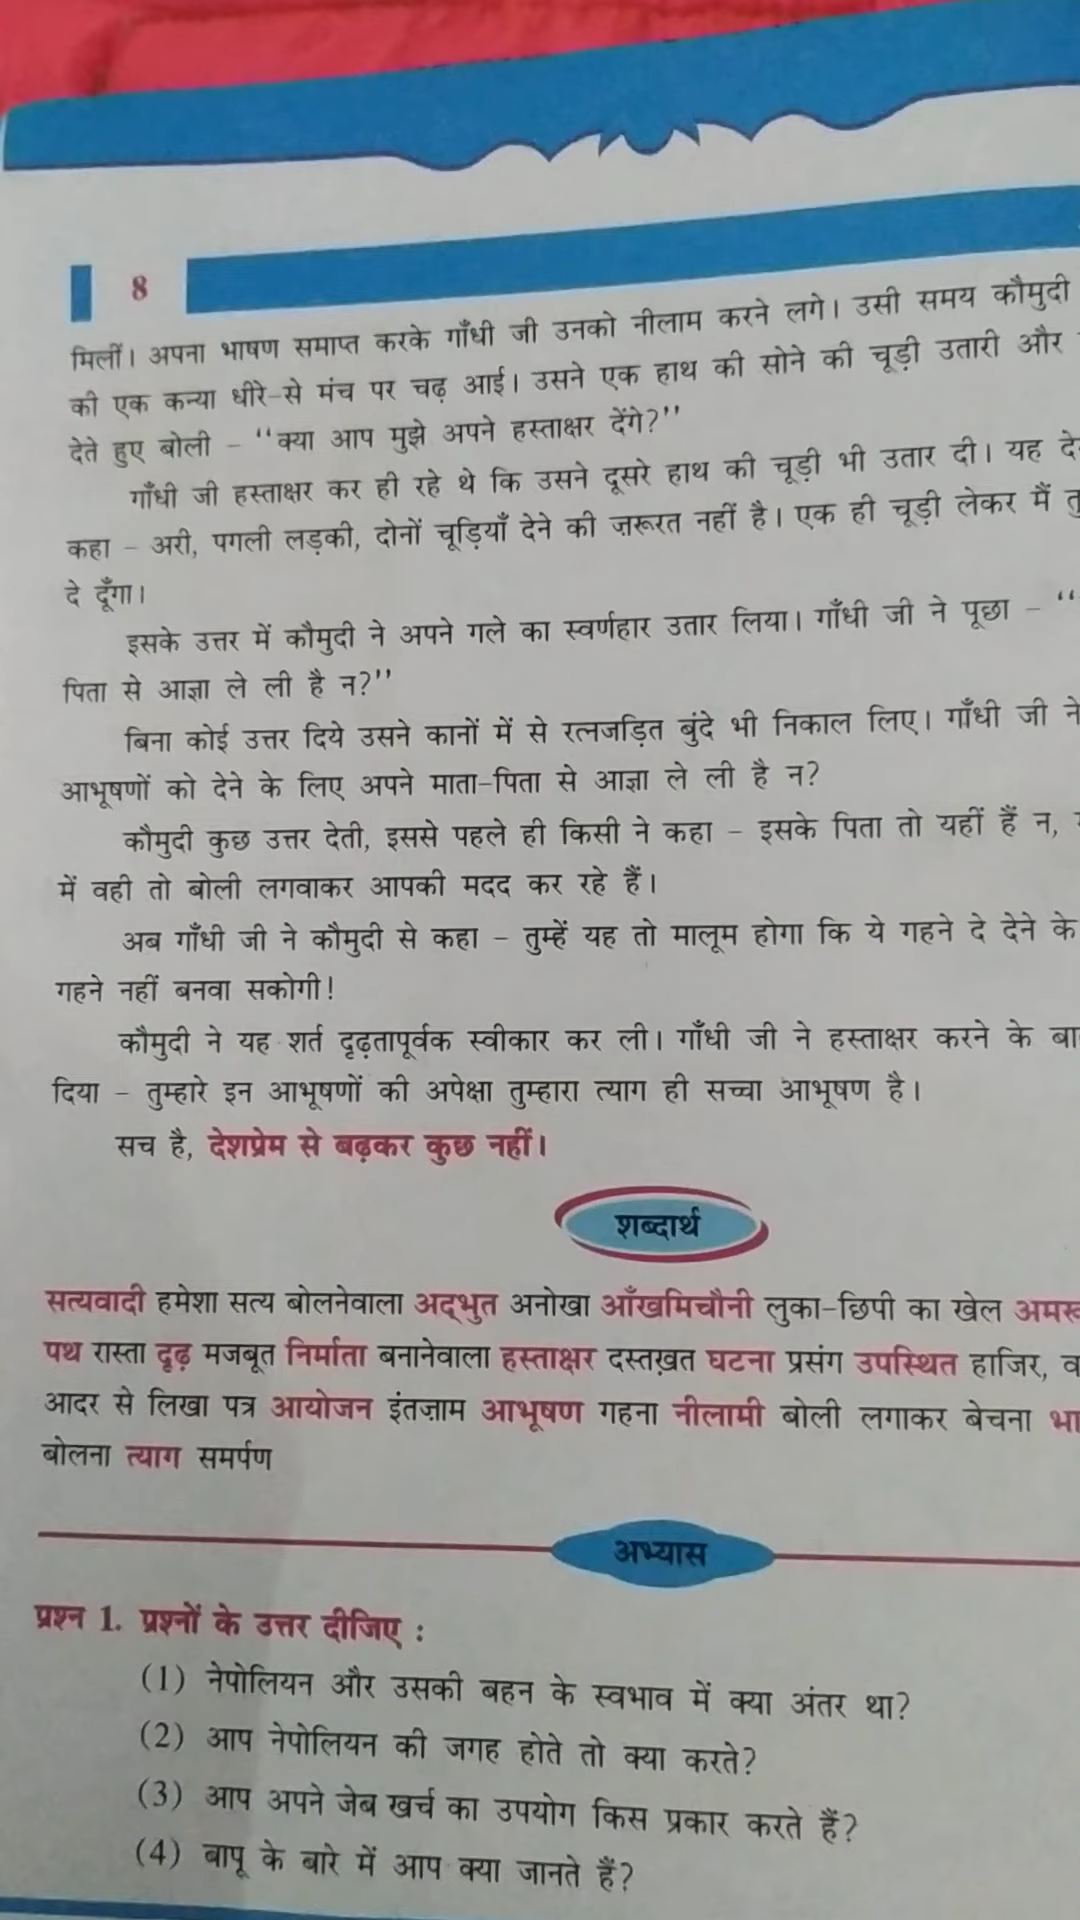 8
मिलीं। अपना भाषण समाप्त करके गाँधी जी उनको नीलाम करने लगे। उसी समय कौमुदी
की एक कन्या धीरे-से मंच पर चढ़ आई। उसने एक हाथ की सोने की चूड़ी उतारी और
देते हुए बोली – “क्या आप मुझे अपने हस्ताक्षर देंगे?”
गाँधी जी हस्ताक्षर कर ही रहे थे कि उसने दूसरे हाथ की चूड़ी भी उतार दी। यह
कहा – अरी, पगली लड़की, दोनों चूड़ियाँ देने की ज़रूरत नहीं है। एक ही चूड़ी लेकर मैं
दे दूँगा।
इसके उत्तर में कौमुदी ने अपने गले का स्वर्णहार उतार लिया। गाँधी जी ने पूछा – “
पिता से आज्ञा ले ली है न?”
बिना कोई उत्तर दिये उसने कानों में से रत्नजड़ित बुंदे भी निकाल लिए। गाँधी जी ने
आभूषणों को देने के लिए अपने माता-पिता से आज्ञा ले ली है न?
कौमुदी कुछ उत्तर देती, इससे पहले ही किसी ने कहा – इसके पिता तो यहीं हैं न,
में वही तो बोली लगवाकर आपकी मदद कर रहे हैं।
अब गाँधी जी ने कौमुदी से कहा – तुम्हें यह तो मालूम होगा कि ये गहने दे देने के
गहने नहीं बनवा सकोगी!
कौमुदी ने यह शर्त दृढ़तापूर्वक स्वीकार कर ली। गाँधी जी ने हस्ताक्षर करने के
दिया – तुम्हारे इन आभूषणों की अपेक्षा तुम्हारा त्याग ही सच्चा आभूषण है।
सच है, देशप्रेम से बढ़कर कुछ नहीं।
शब्दार्थ
सत्यवादी हमेशा सत्य बोलनेवाला अद्भुत अनोखा आँखमिचौनी लुका-छिपी का खेल
पथ रास्ता दृढ़ मजबूत निर्माता बनानेवाला हस्ताक्षर दस्तख़त घटना प्रसंग उपस्थित हाजिर,
आदर से लिखा पत्र आयोजन इंतज़ाम आभूषण गहना नीलामी बोली लगाकर बेचना
बोलना त्याग समर्पण
अभ्यास
प्रश्न 1. प्रश्नों के उत्तर दीजिए :
(1) नेपोलियन और उसकी बहन के स्वभाव में क्या अंतर था?
(2) आप नेपोलियन की जगह होते तो क्या करते?
(3) आप अपने जेब खर्च का उपयोग किस प्रकार करते हैं?
(4) बापू के बारे में आप क्या जानते हैं?